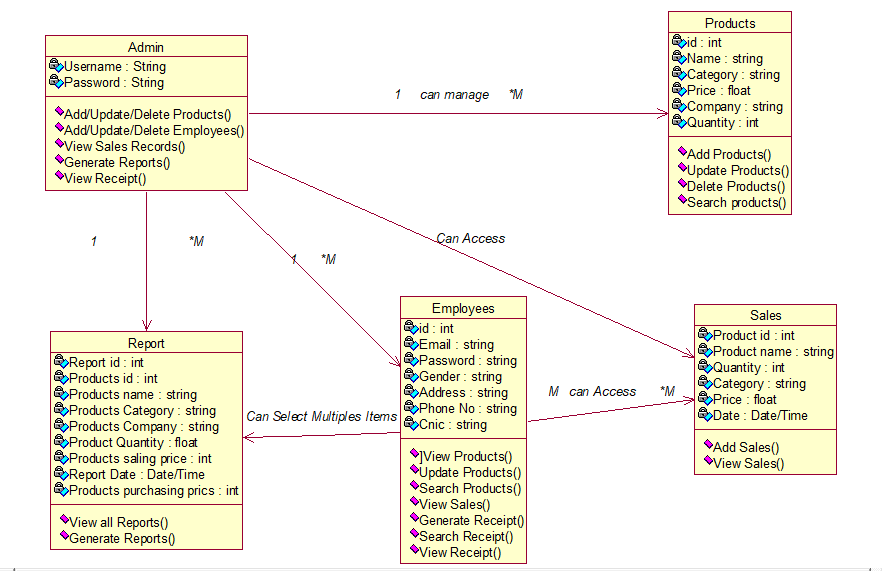 Admin
Username : String
Password : String
Add/Update/Delete Products()
Add/Update/Delete Employees()
View Sales Records()
Generate Reports()
View Receipt()
1 can manage *M
Products
id : int
Name : string
Category : string
Price : float
Company : string
Quantity : int
Add Products()
Update Products()
Delete Products()
Search products()
1 *M
1 *M
Can Access
Report
Report id : int
Products id : int
Products name : string
Products Category : string
Products Company : string
Product Quantity : float
Products saling price : int
Report Date : Date/Time
Products purchasing prics : int
View all Reports()
Generate Reports()
Can Select Multiples Items
Employees
id : int
Email : string
Password : string
Gender : string
Address : string
Phone No : string
Cnic : string
]View Products()
Update Products()
Search Products()
View Sales()
Generate Receipt()
Search Receipt()
View Receipt()
M can Access *M
Sales
Product id : int
Product name : string
Quantity : int
Category : string
Price : float
Date : Date/Time
Add Sales()
View Sales()